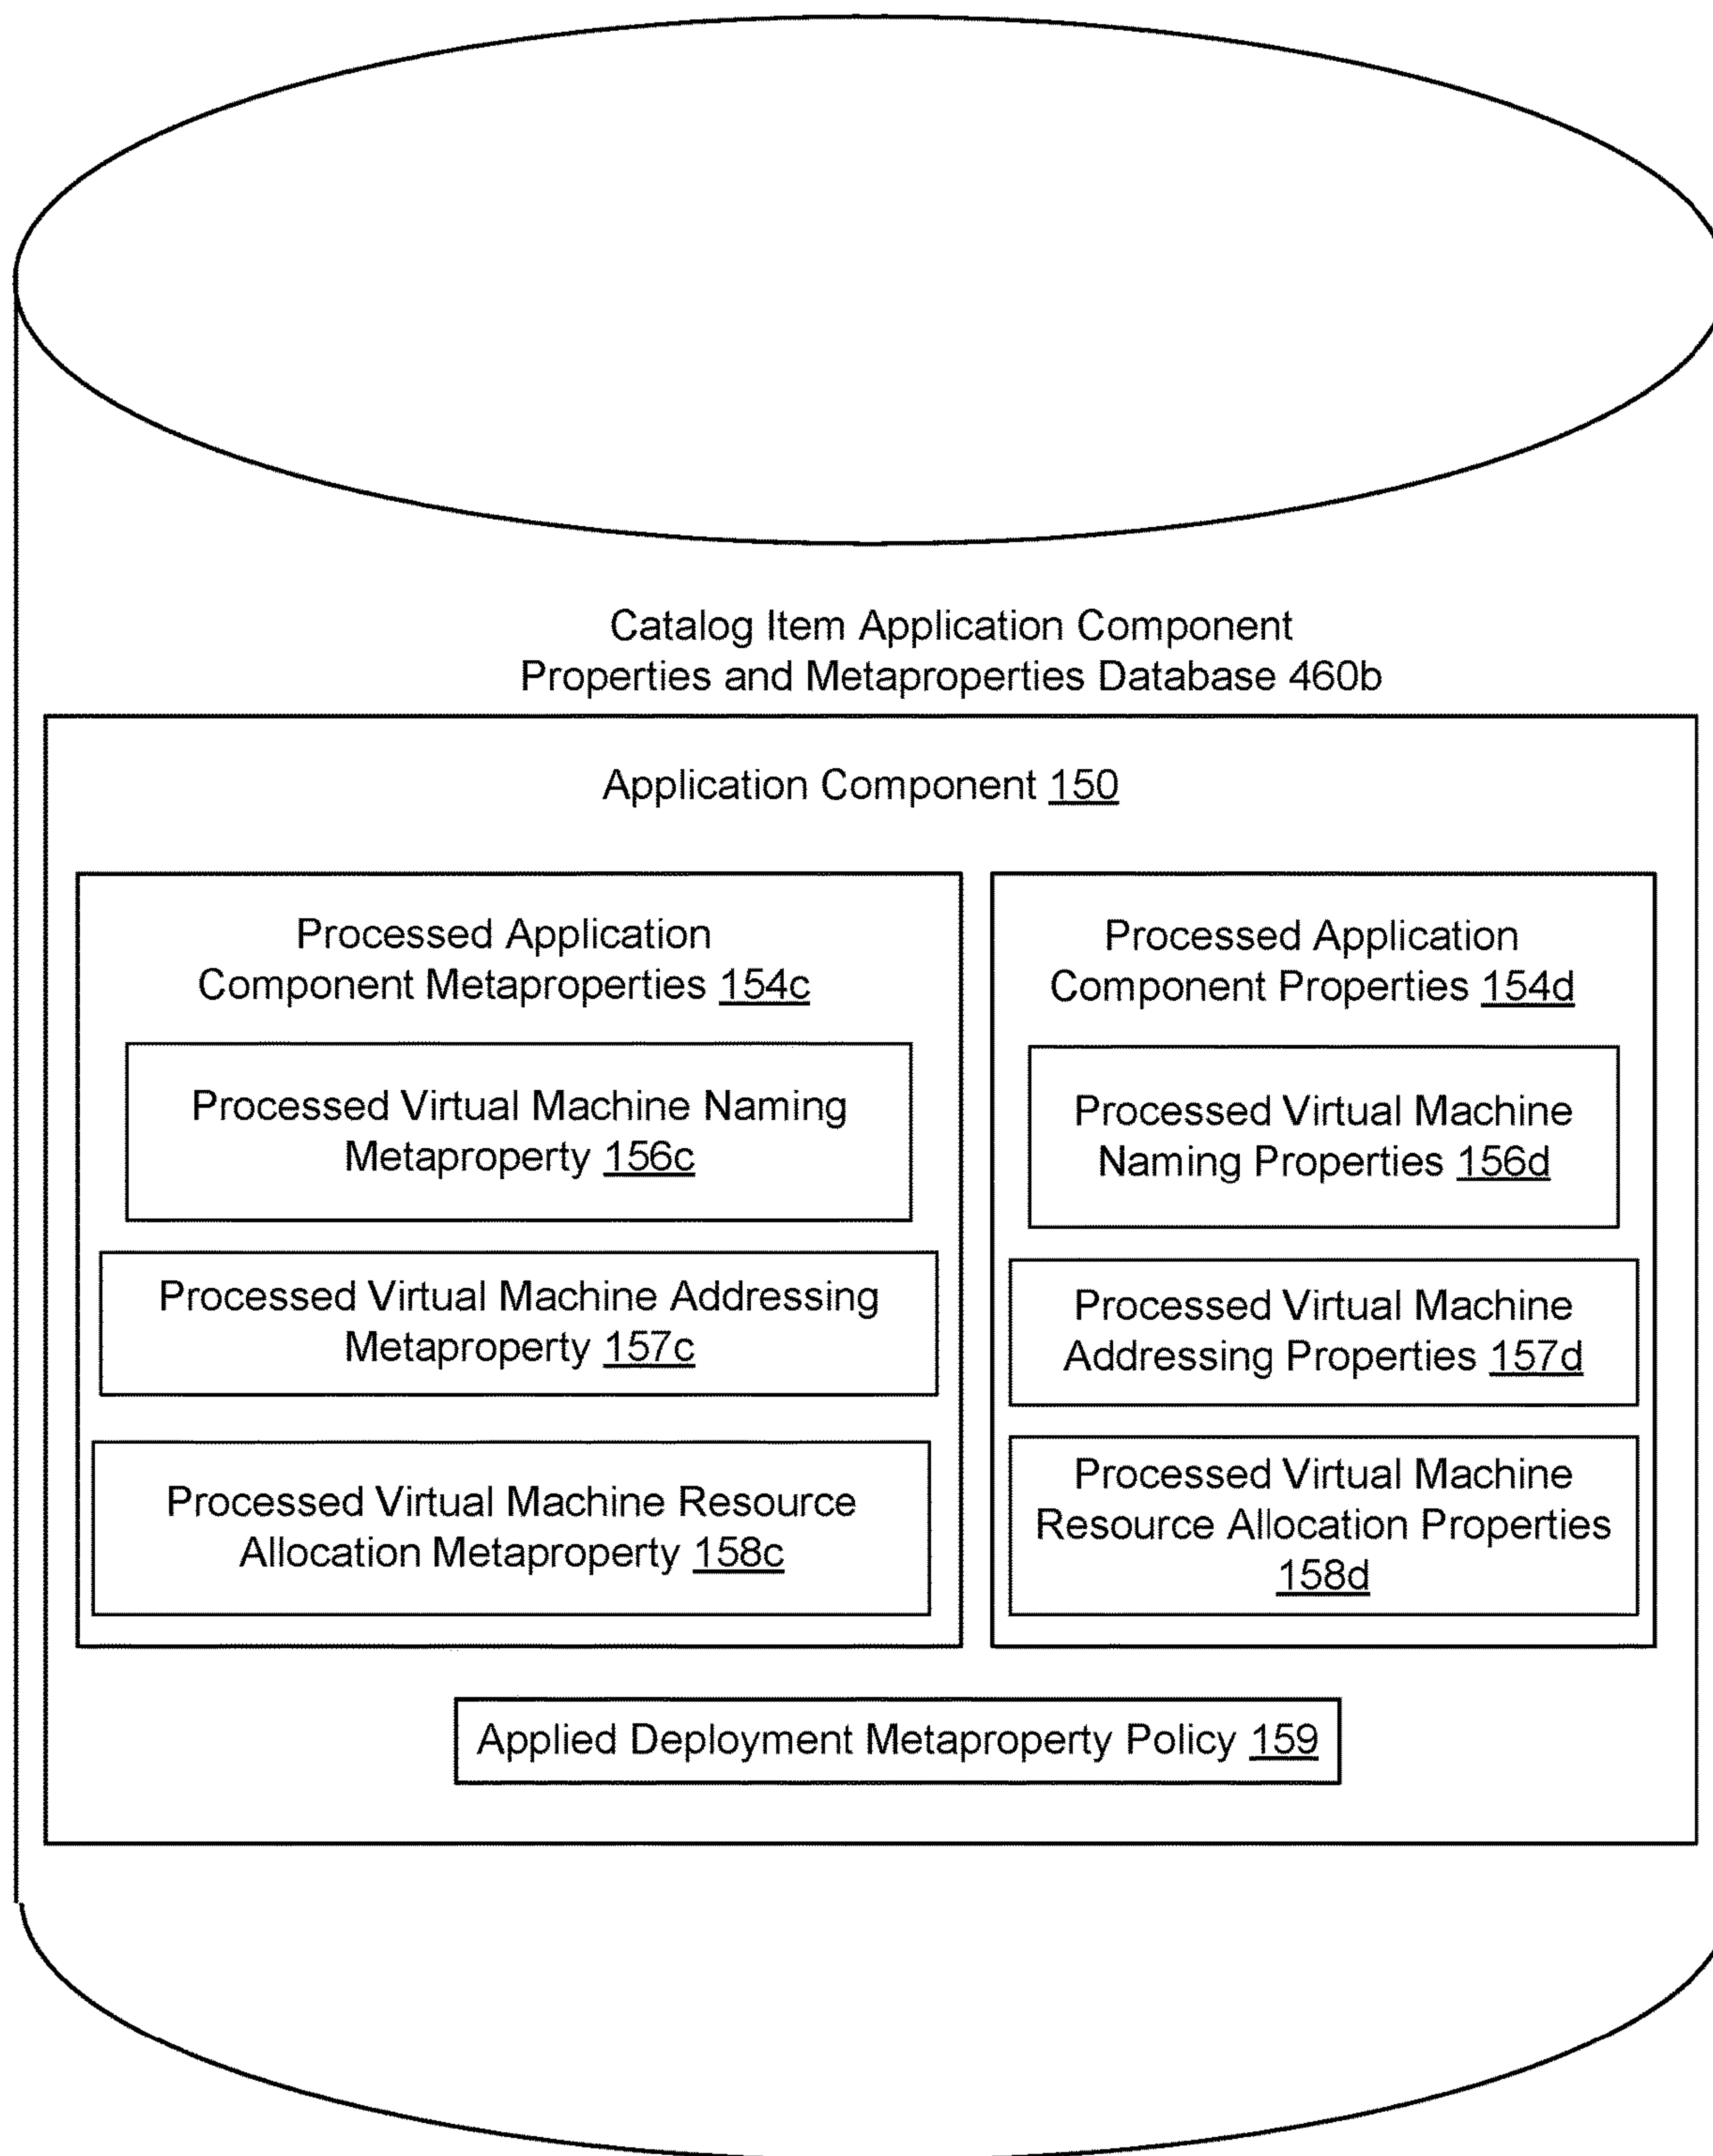 Catalog Item Application Component
Properties and Metaproperties Database 460b
Application Component 150
Processed Application
Component Metaproperties 154c
Processed Virtual Machine Naming
Metaproperty 156c
Processed Virtual Machine Addressing
Metaproperty 157c
Processed Virtual Machine Resource
Allocation Metaproperty 158c
Processed Application
Component Properties 154d
Processed Virtual Machine
Naming Properties 156d
Processed Virtual Machine
Addressing Properties 157d
Processed Virtual Machine
Resource Allocation Properties
158d
Applied Deployment Metaproperty Policy 159